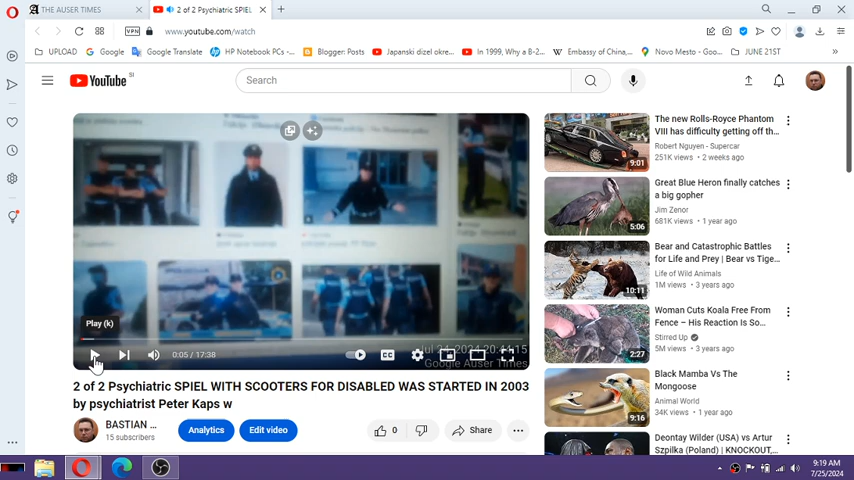 THE AUSER TIMES
2 of 2 Psychiatric SPIEL
VPN
www.youtube.com/watch
UPLOAD
Google
Google Translate
HP Notebook PC -...
Blogger: Posts
Japanski dizel okre...
In 1999, Why a B-2...
Embassy of China,...
Novo Mesto - Goo...
JUNE 21ST
YouTube SI
Search
Play (k)
0:05 / 17:38
CC
Google Auser Times
2 of 2 Psychiatric SPIEL WITH SCOOTERS FOR DISABLED WAS STARTED IN 2003
by psychiatrist Peter Kaps w
BASTIAN ...
15 subscribers
Analytics
Edit video
0
Share
The new Rolls-Royce Phantom
VIII has difficulty getting off th...
Robert Nguyen - Supercar
251K views • 2 weeks ago
9:01
Great Blue Heron finally catches
a big gopher
Jim Zenor
681K views • 1 year ago
5:06
Bear and Catastrophic Battles
for Life and Prey | Bear vs Tige...
Life of Wild Animals
1M views • 3 years ago
10:11
Woman Cuts Koala Free From
Fence – His Reaction Is So...
Stirred Up
5M views • 3 years ago
2:27
Black Mamba Vs The
Mongoose
Animal World
34K views • 1 year ago
9:16
Deontay Wilder (USA) vs Artur
Szpilka (Poland) | KNOCKOUT,...
9:19 AM
7/25/2024